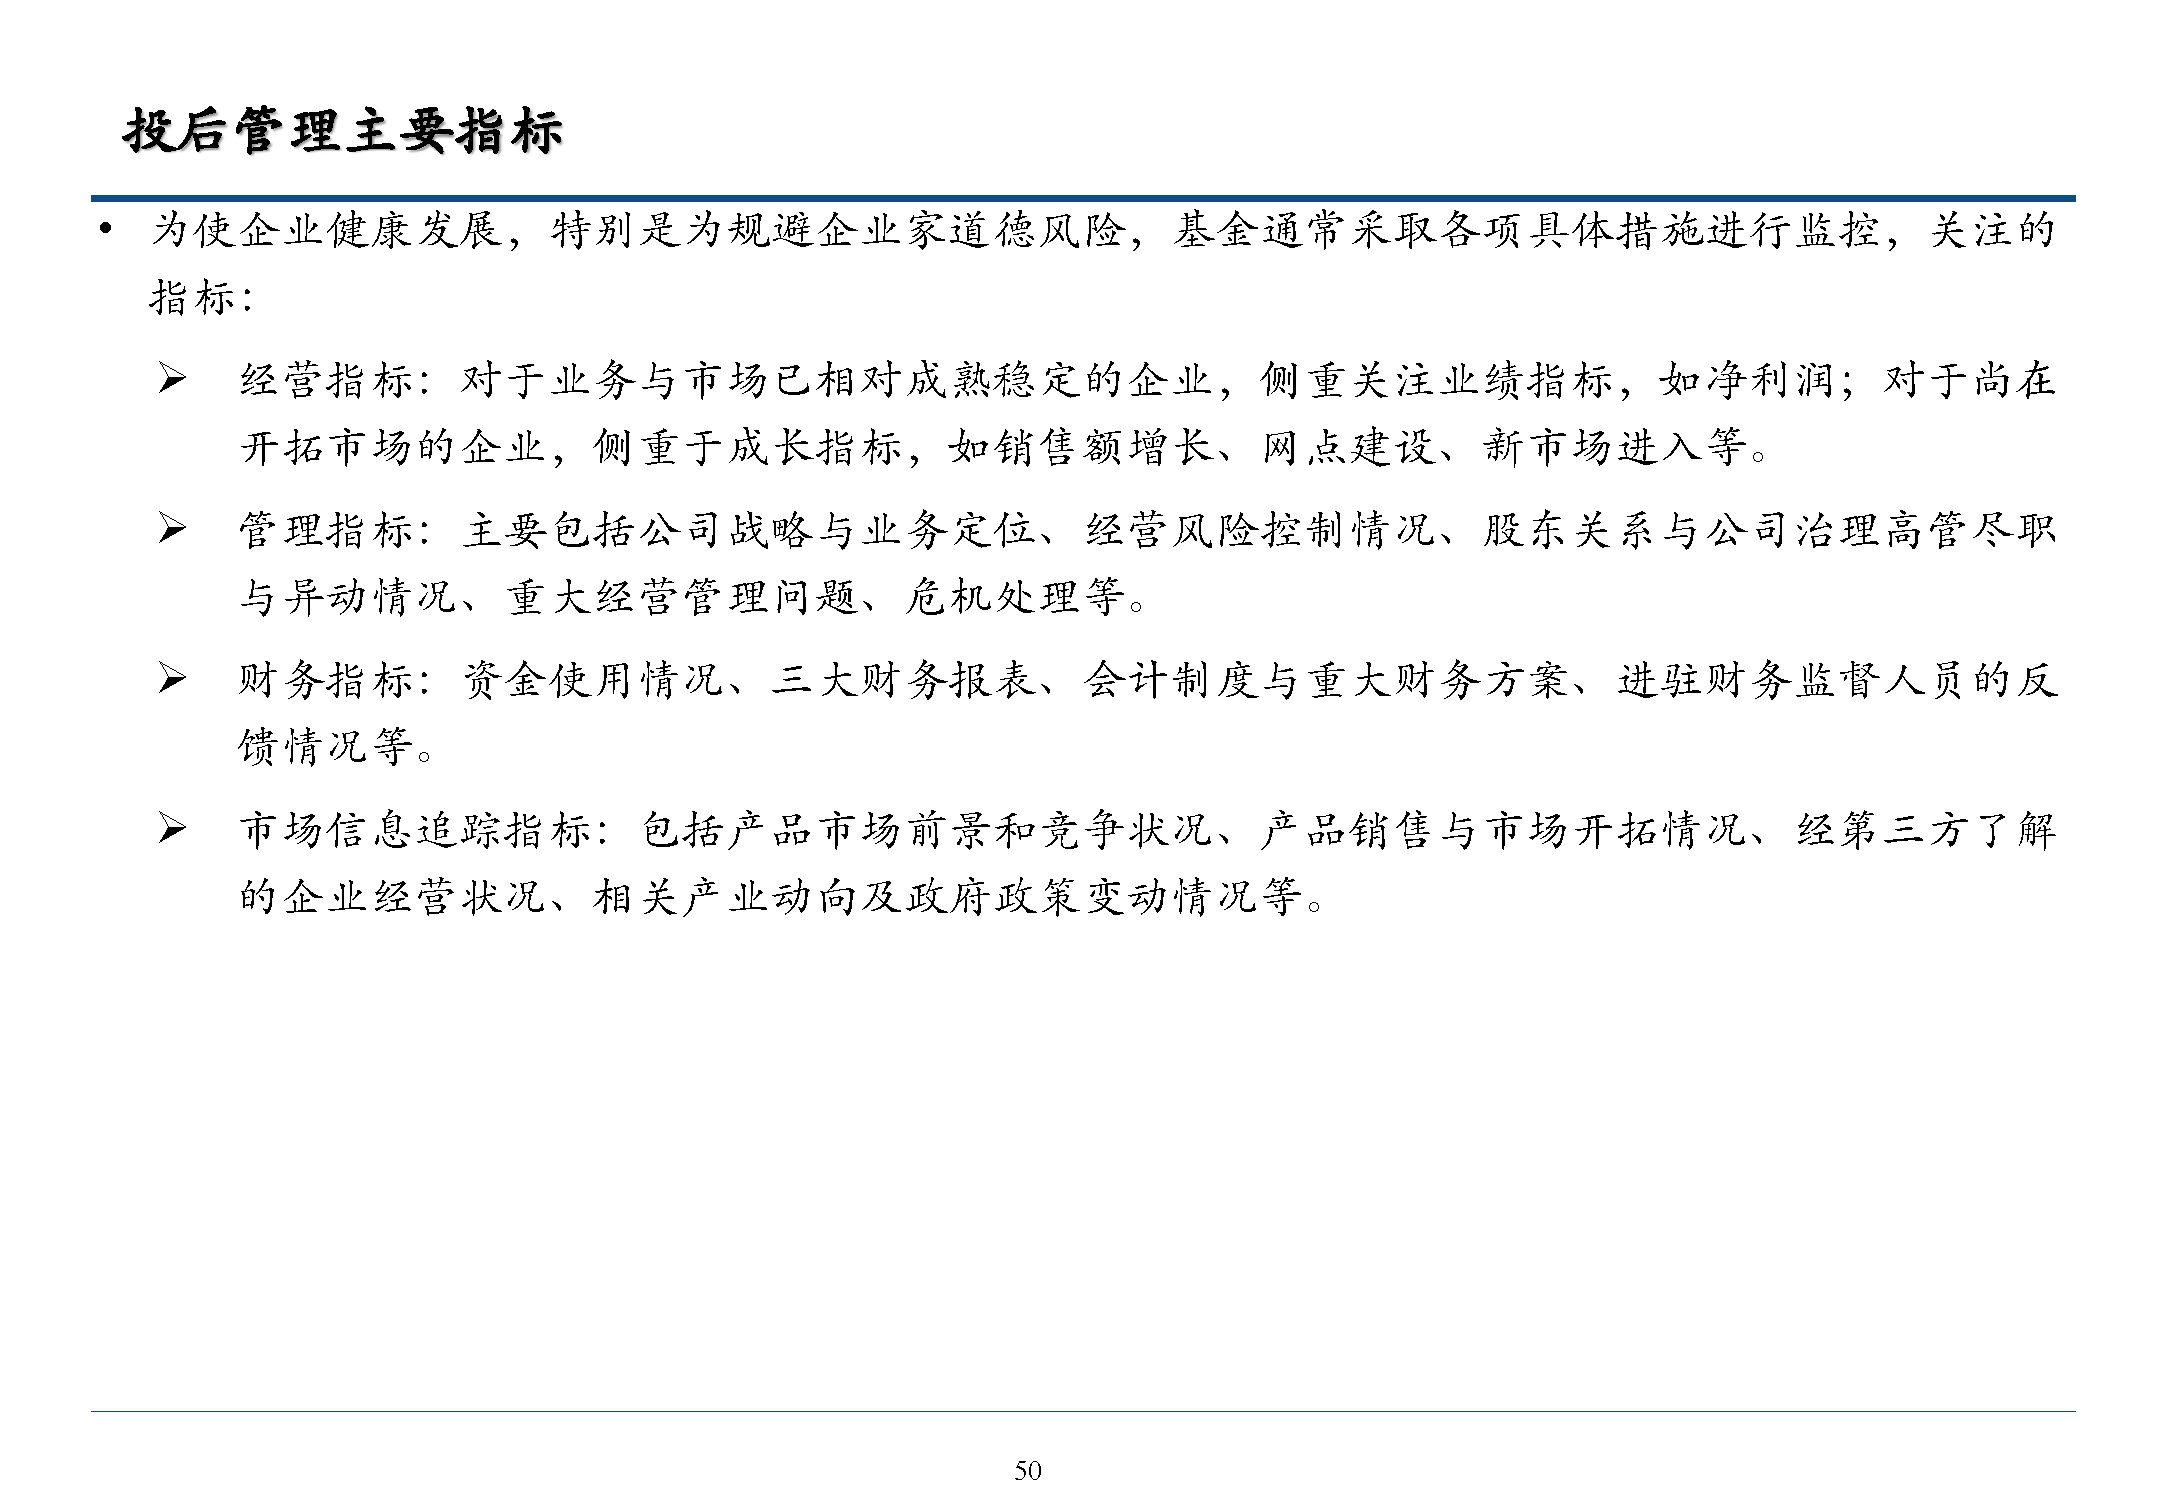 投后管理主要指标
• 为使企业健康发展，特别是为规避企业家道德风险，基金通常采取各项具体措施进行监控，关注的
指标：
➢ 经营指标：对于业务与市场已相对成熟稳定的企业，侧重关注业绩指标，如净利润；对于尚在
开拓市场的企业，侧重于成长指标，如销售额增长、网点建设、新市场进入等。
➢ 管理指标：主要包括公司战略与业务定位、经营风险控制情况、股东关系与公司治理高管尽职
与异动情况、重大经营管理问题、危机处理等。
➢ 财务指标：资金使用情况、三大财务报表、会计制度与重大财务方案、进驻财务监督人员的反
馈情况等。
➢ 市场信息追踪指标：包括产品市场前景和竞争状况、产品销售与市场开拓情况、经第三方了解
的企业经营状况、相关产业动向及政府政策变动情况等。
50